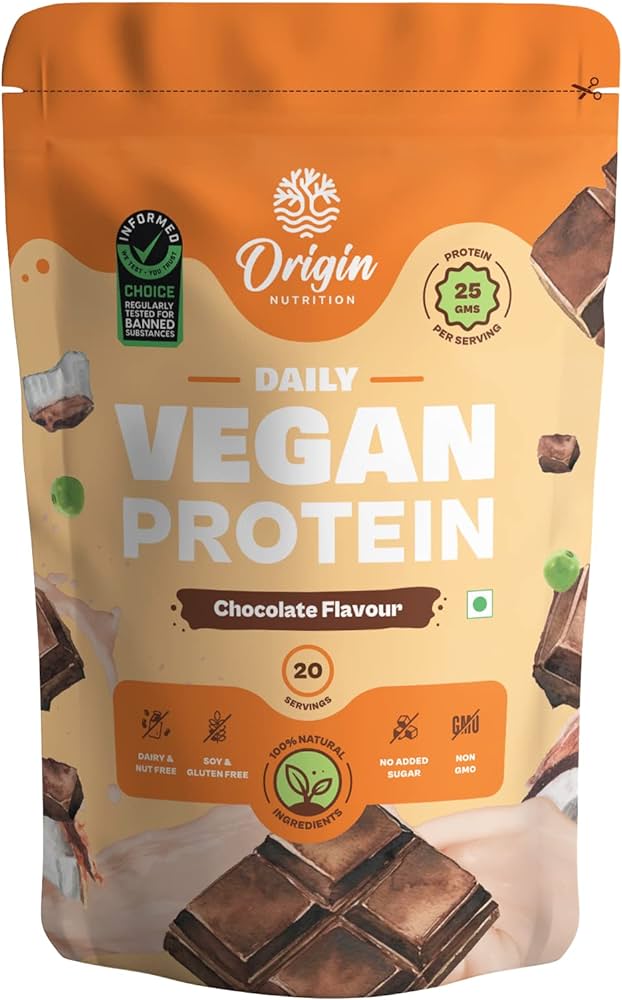 INFORMED
WE TEST • YOU TRUST
CHOICE
REGULARLY
TESTED FOR
BANNED
SUBSTANCES
Origin
NUTRITION
PROTEIN
25
GMS
PER SERVING
DAILY
VEGAN
PROTEIN
Chocolate Flavour
20
SERVINGS
DAIRY &
NUT FREE
SOY &
GLUTEN FREE
100% NATURAL
INGREDIENTS
NO ADDED
SUGAR
GMO
NON
GMO